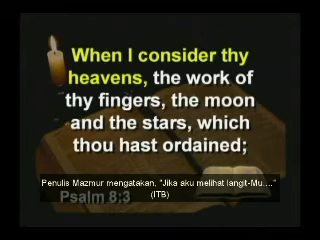 When I consider thy
heavens, the work of
thy fingers, the moon
and the stars, which
thou hast ordained;
Penulis Mazmur mengatakan, "Jika aku melihat langit-Mu...."
(ITB)
Psalm 8:3